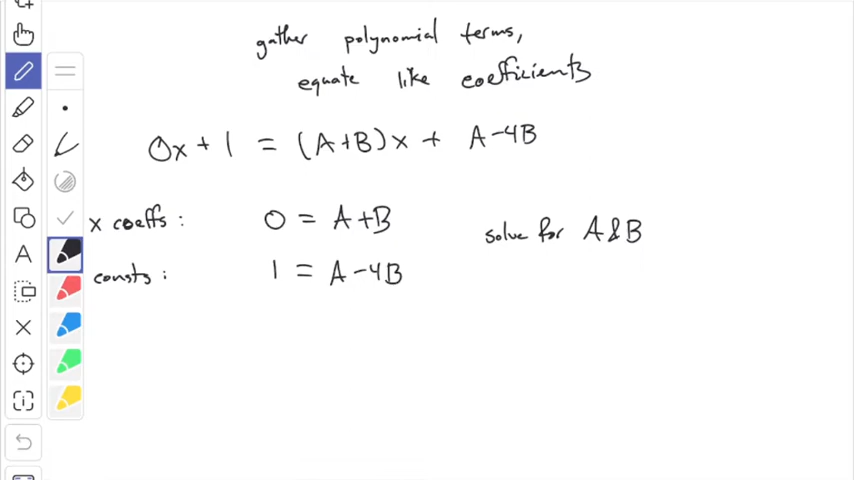 gather polynomial terms,
equate like coefficients
0x + 1 = (A+B)x + A-4B
x coeffs : 0 = A+B
solve for A&B
consts : 1 = A-4B
A